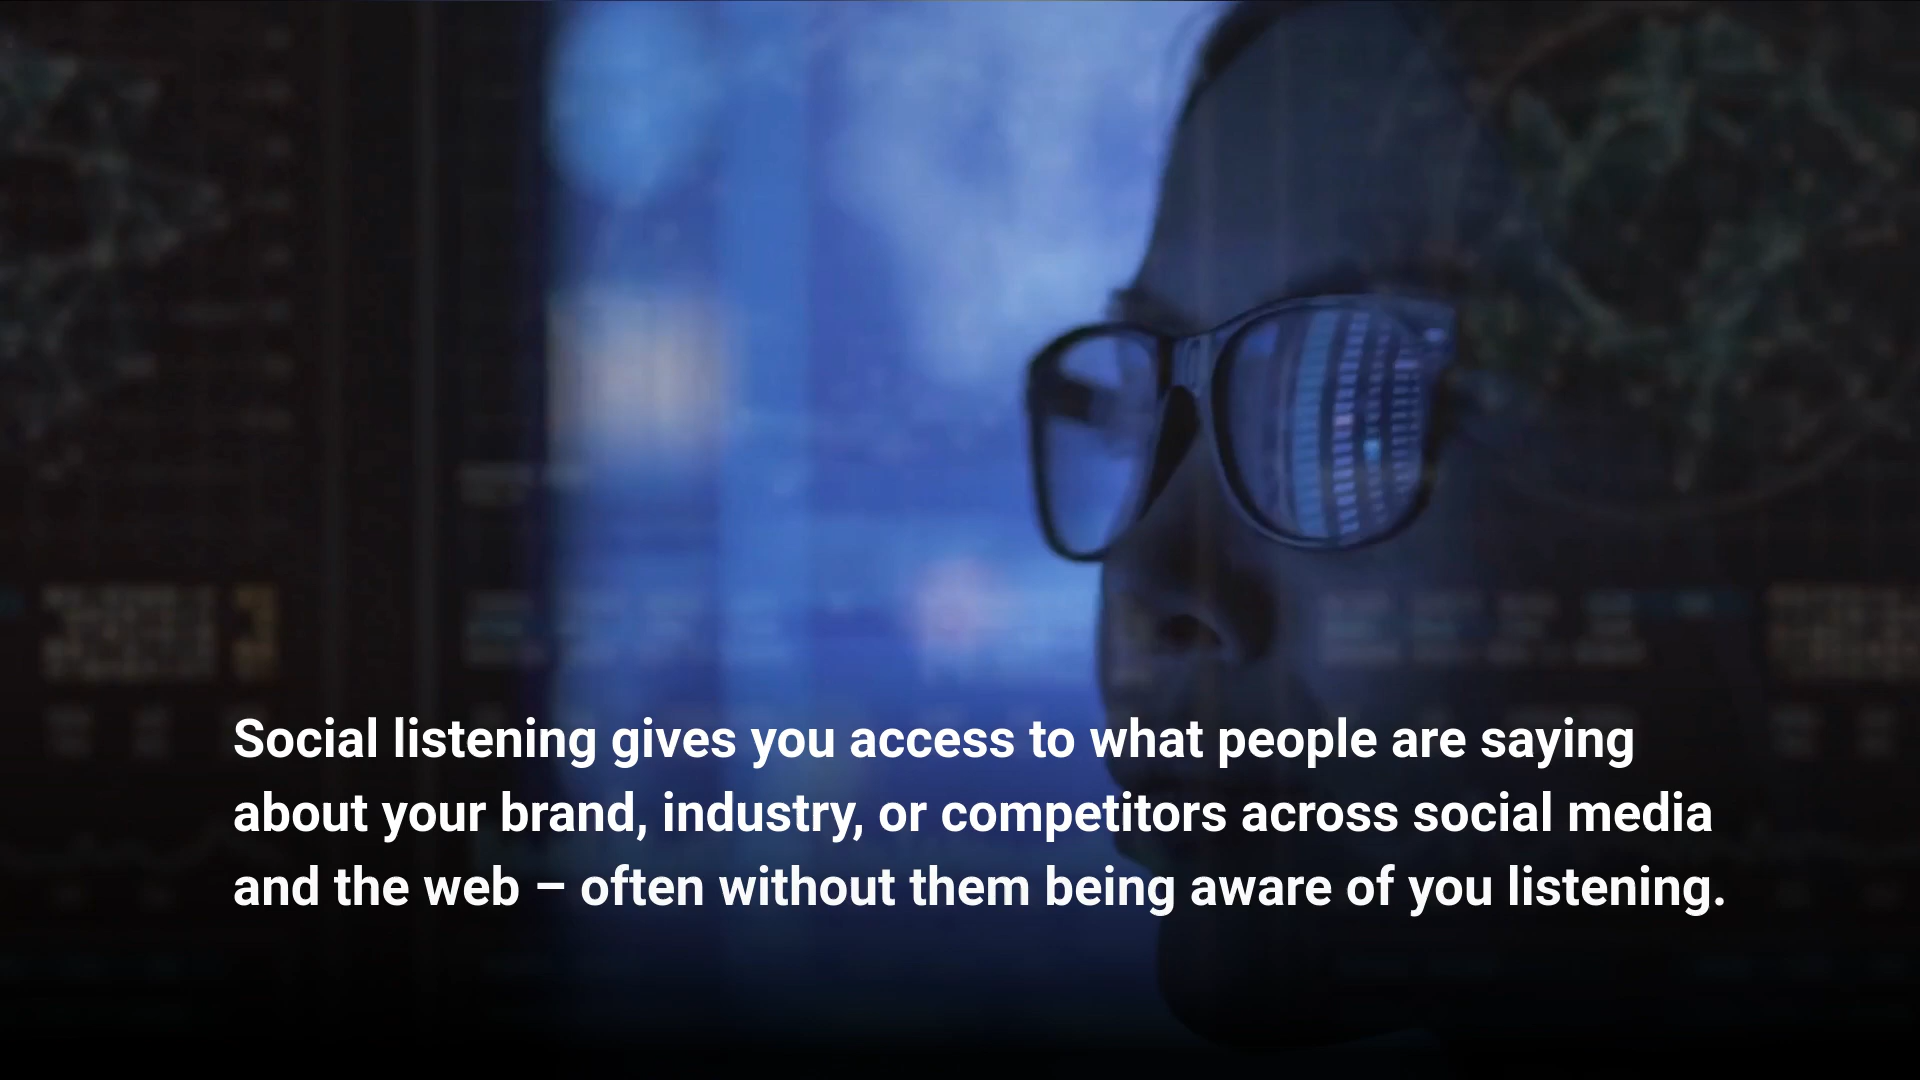 Social listening gives you access to what people are saying
about your brand, industry, or competitors across social media
and the web – often without them being aware of you listening.